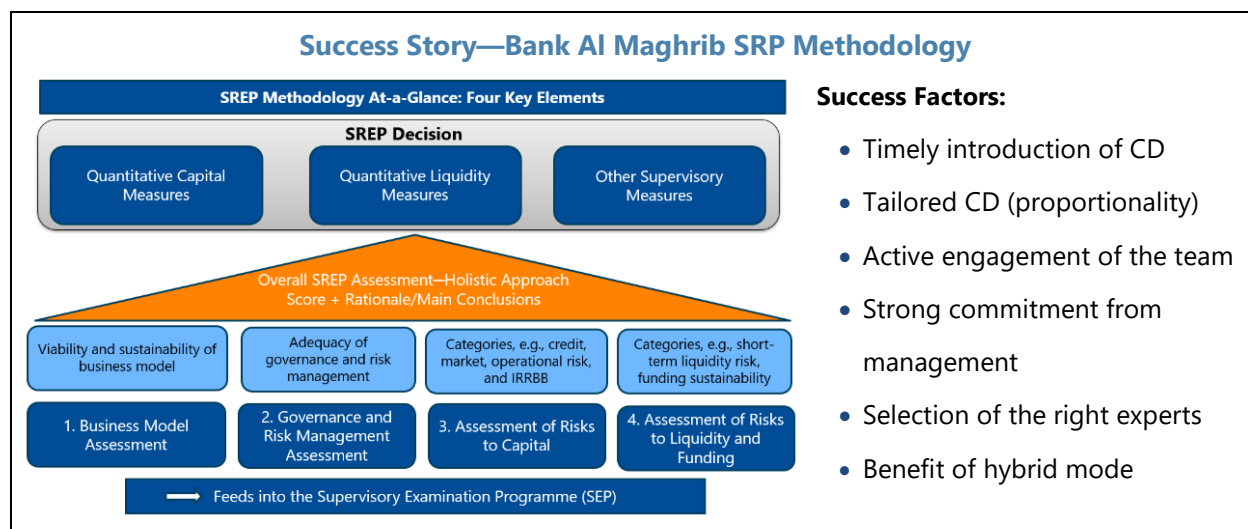 Success Story—Bank Al Maghrib SRP Methodology
SREP Methodology At-a-Glance: Four Key Elements
SREP Decision
Quantitative Capital
Measures
Quantitative Liquidity
Measures
Other Supervisory
Measures
Overall SREP Assessment—Holistic Approach
Score + Rationale/Main Conclusions
Viability and sustainability of
business model
Adequacy of
governance and risk
management
Categories, e.g., credit,
market, operational risk,
and IRRBB
Categories, e.g., short-
term liquidity risk,
funding sustainability
1. Business Model
Assessment
2. Governance and
Risk Management
Assessment
3. Assessment of Risks
to Capital
4. Assessment of Risks
to Liquidity and
Funding
Feeds into the Supervisory Examination Programme (SEP)
Success Factors:
• Timely introduction of CD
• Tailored CD (proportionality)
• Active engagement of the team
• Strong commitment from
management
• Selection of the right experts
• Benefit of hybrid mode